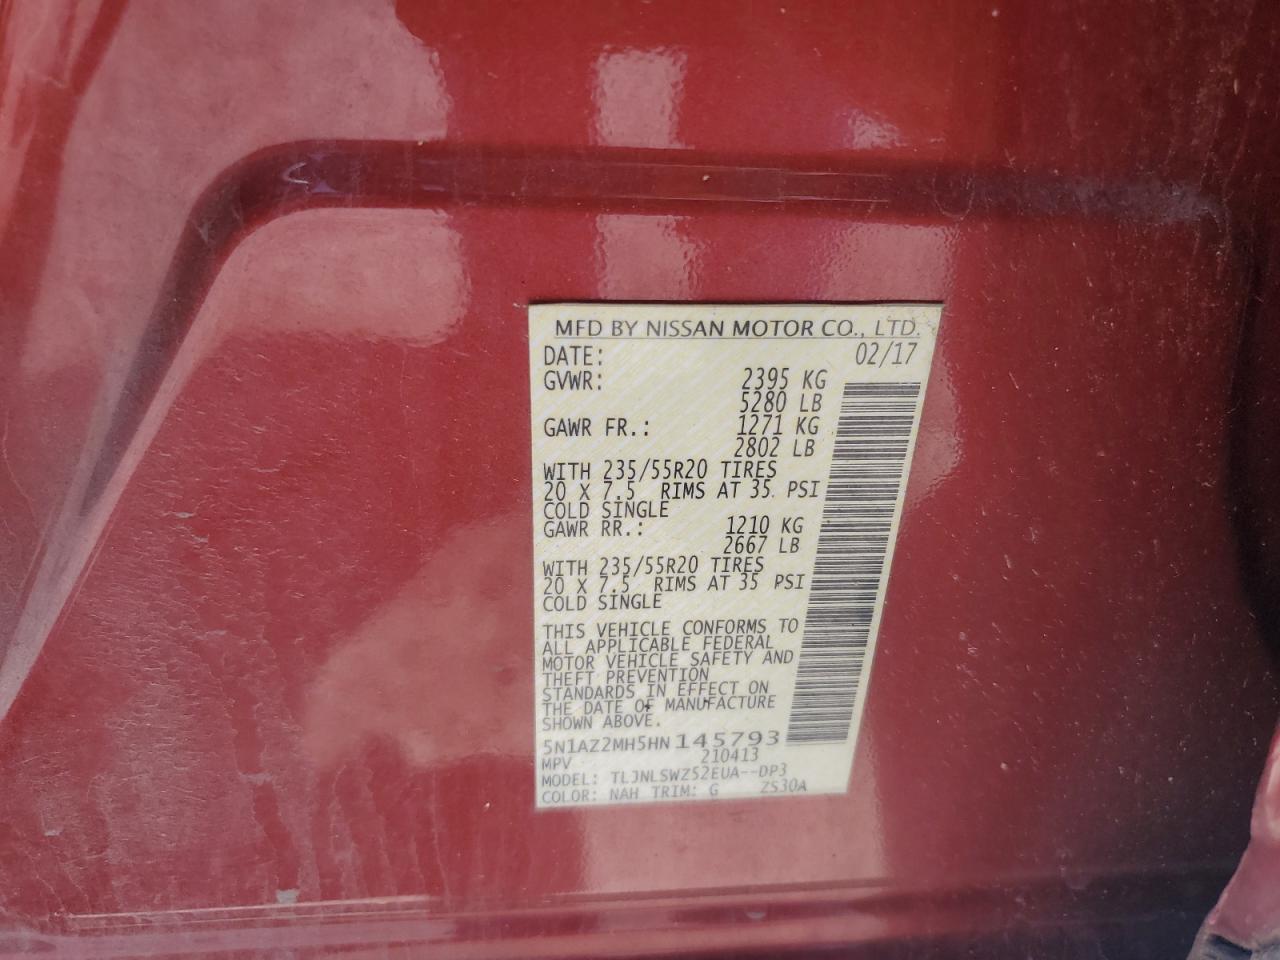 MFD BY NISSAN MOTOR CO., LTD.
DATE: 02/17
GVWR: 2395 KG
5280 LB
GAWR FR.: 1271 KG
2802 LB
WITH 235/55R20 TIRES
20 X 7.5 RIMS AT 35 PSI
COLD SINGLE
GAWR RR.: 1210 KG
2667 LB
WITH 235/55R20 TIRES
20 X 7.5 RIMS AT 35 PSI
COLD SINGLE
THIS VEHICLE CONFORMS TO
ALL APPLICABLE FEDERAL
MOTOR VEHICLE SAFETY AND
THEFT PREVENTION
STANDARDS IN EFFECT ON
THE DATE OF MANUFACTURE
SHOWN ABOVE.
5N1AZ2MH5HN145793
MPV 210413
MODEL: TLJNLSWZ52EUA--DP3
COLOR: NAH TRIM: G ZS30A